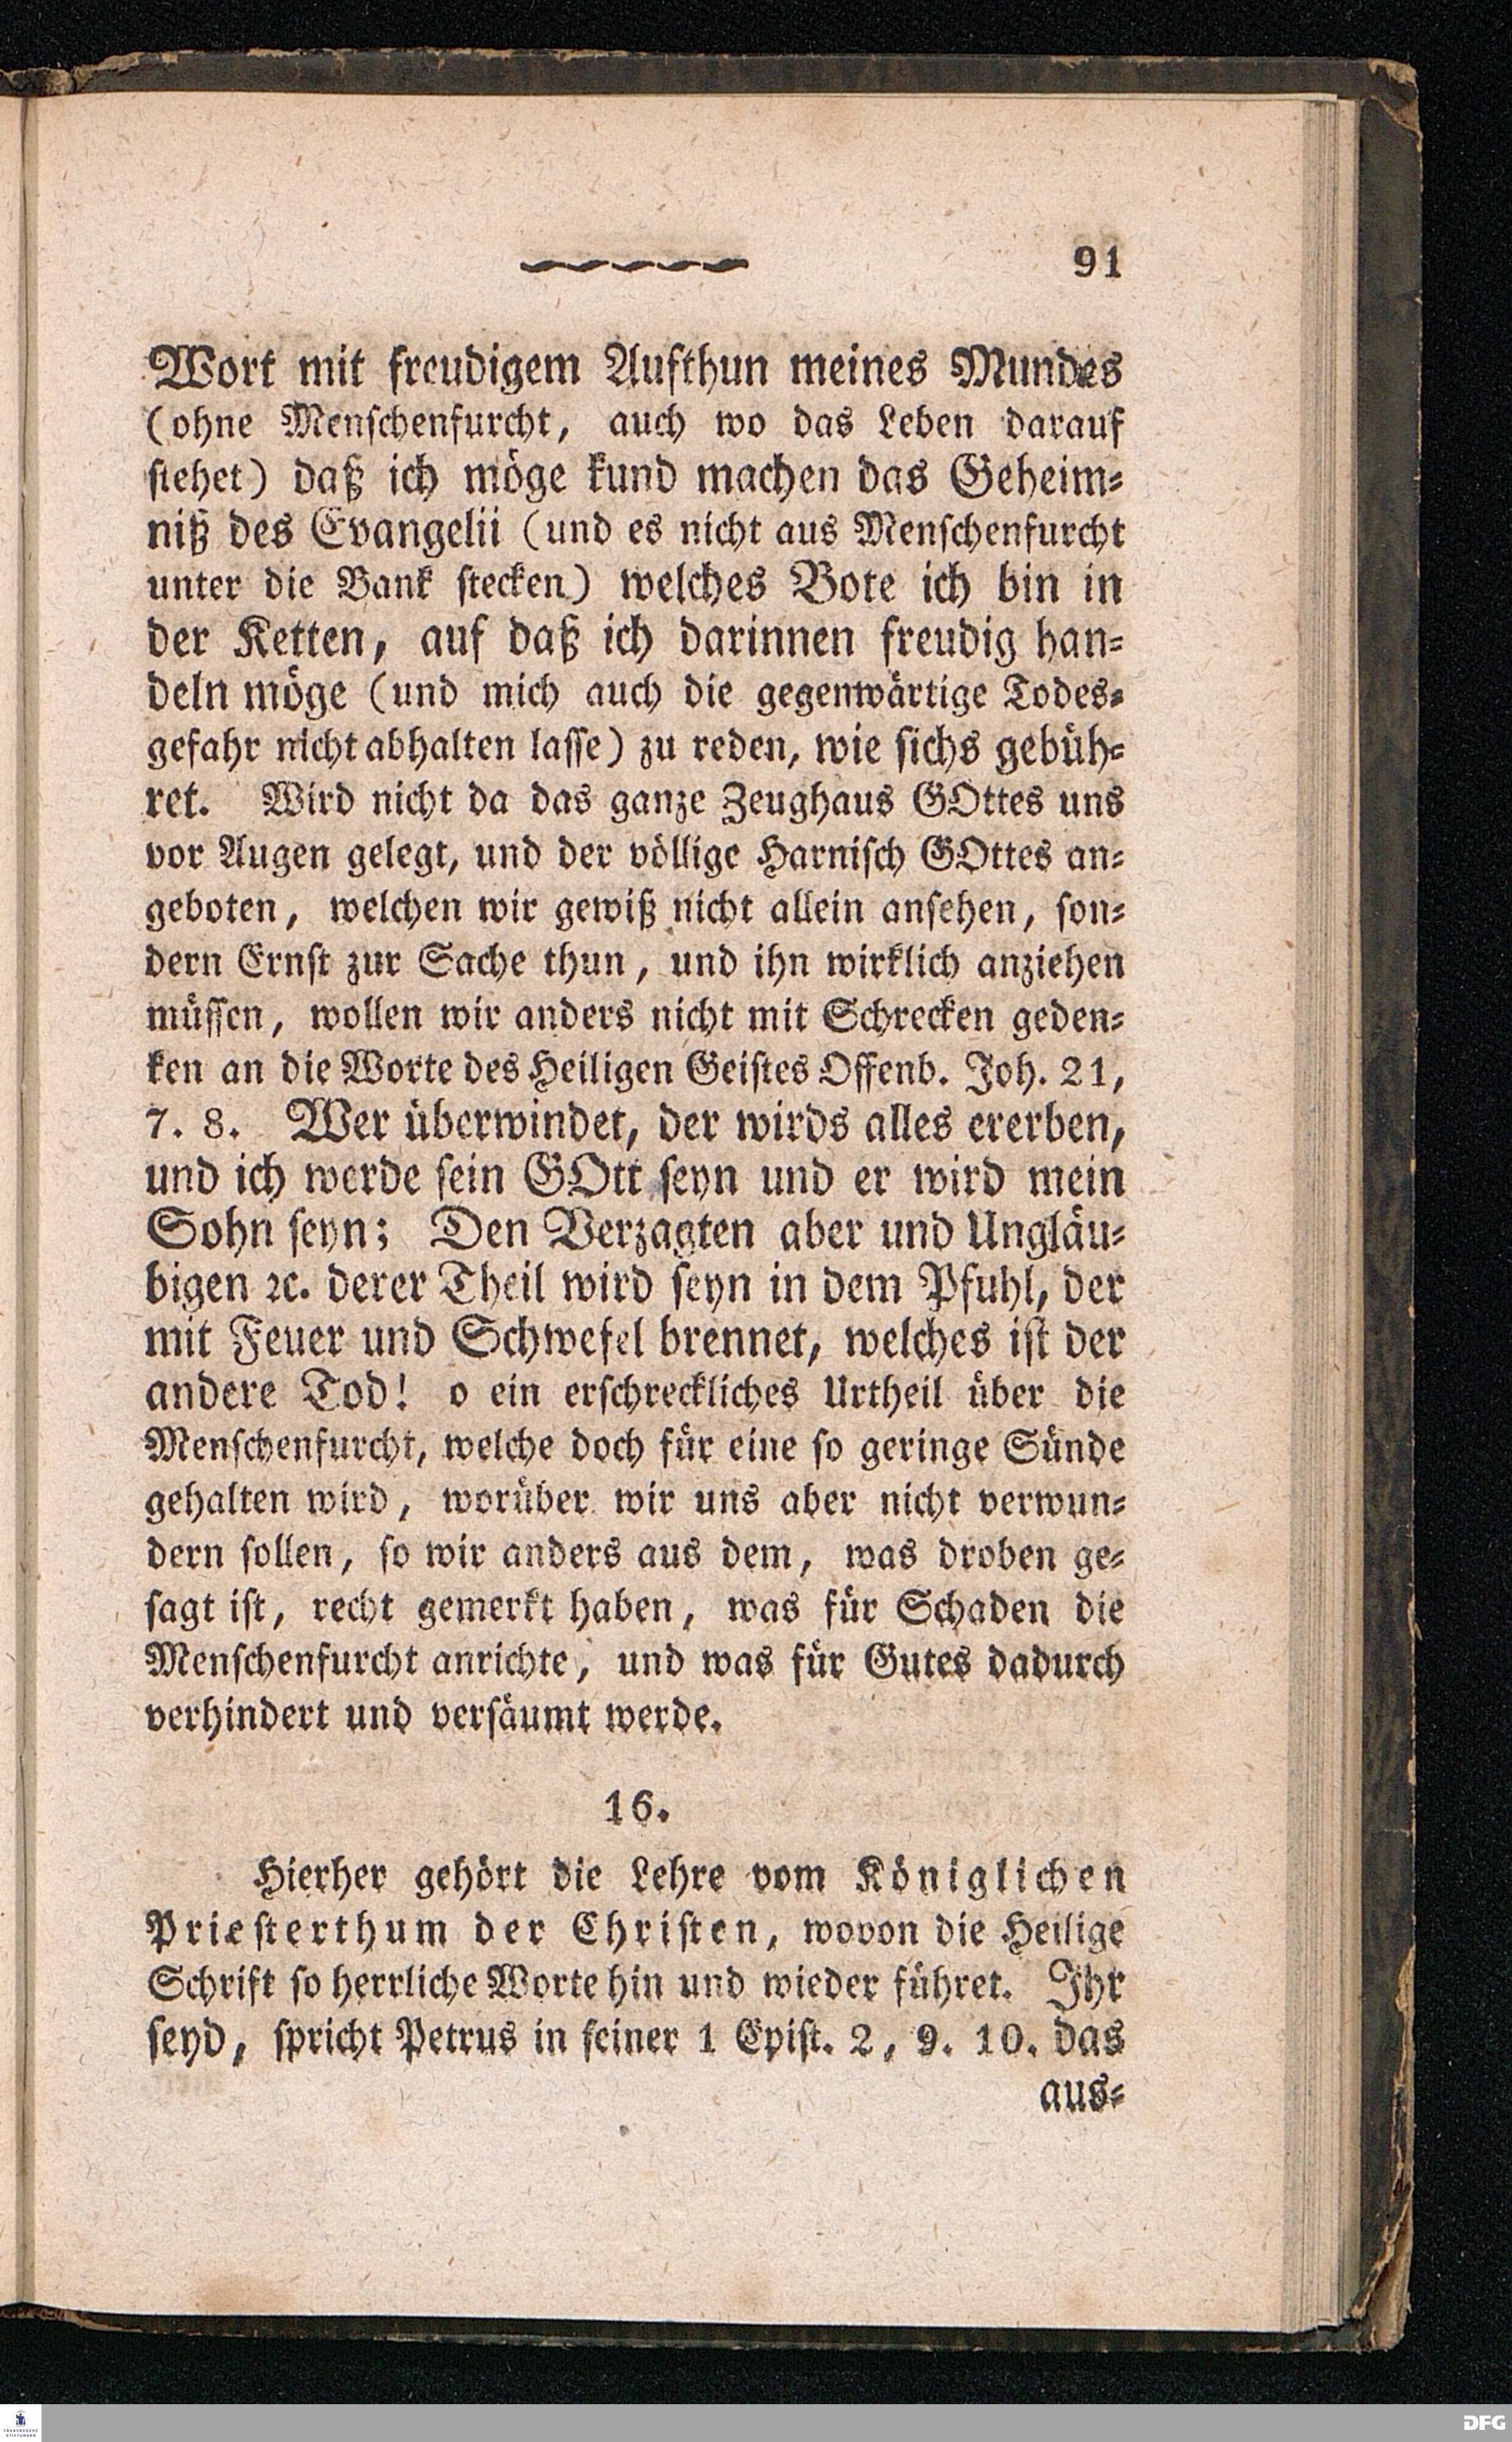 91
Wort mit freudigem Aufthun meines Mundes
(ohne Menschenfurcht, auch wo das Leben darauf
stehet) daß ich möge kund machen das Geheim⸗
niß des Evangelii (und es nicht aus Menschenfurcht
unter die Bank stecken) welches Bote ich bin in
der Ketten, auf daß ich darinnen freudig han⸗
deln möge (und mich auch die gegenwärtige Todes⸗
gefahr nicht abhalten lasse) zu reden, wie sichs gebüh⸗
ret. Wird nicht da das ganze Zeughaus GOttes uns
vor Augen gelegt, und der völlige Harnisch GOttes an⸗
geboten, welchen wir gewiß nicht allein ansehen, son⸗
dern Ernst zur Sache thun, und ihn wirklich anziehen
müssen, wollen wir anders nicht mit Schrecken geden⸗
ken an die Worte des Heiligen Geistes Offenb. Joh. 21,
7. 8. Wer überwindet, der wirds alles ererben,
und ich werde sein GOtt seyn und er wird mein
Sohn seyn; Den Verzagten aber und Ungläu⸗
bigen ꝛc. derer Theil wird seyn in dem Pfuhl, der
mit Feuer und Schwefel brennet, welches ist der
andere Tod! o ein erschreckliches Urtheil über die
Menschenfurcht, welche doch für eine so geringe Sünde
gehalten wird, worüber wir uns aber nicht verwun⸗
dern sollen, so wir anders aus dem, was droben ge⸗
sagt ist, recht gemerkt haben, was für Schaden die
Menschenfurcht anrichte, und was für Gutes dadurch
verhindert und versäumt werde.
16.
Hierher gehört die Lehre vom Königlichen
Priesterthum der Christen, wovon die Heilige
Schrift so herrliche Worte hin und wieder führet. Ihr
seyd, spricht Petrus in seiner 1 Epist. 2, 9. 10. das
aus⸗
FRANCKESCHE
STIFTUNGEN
DFG